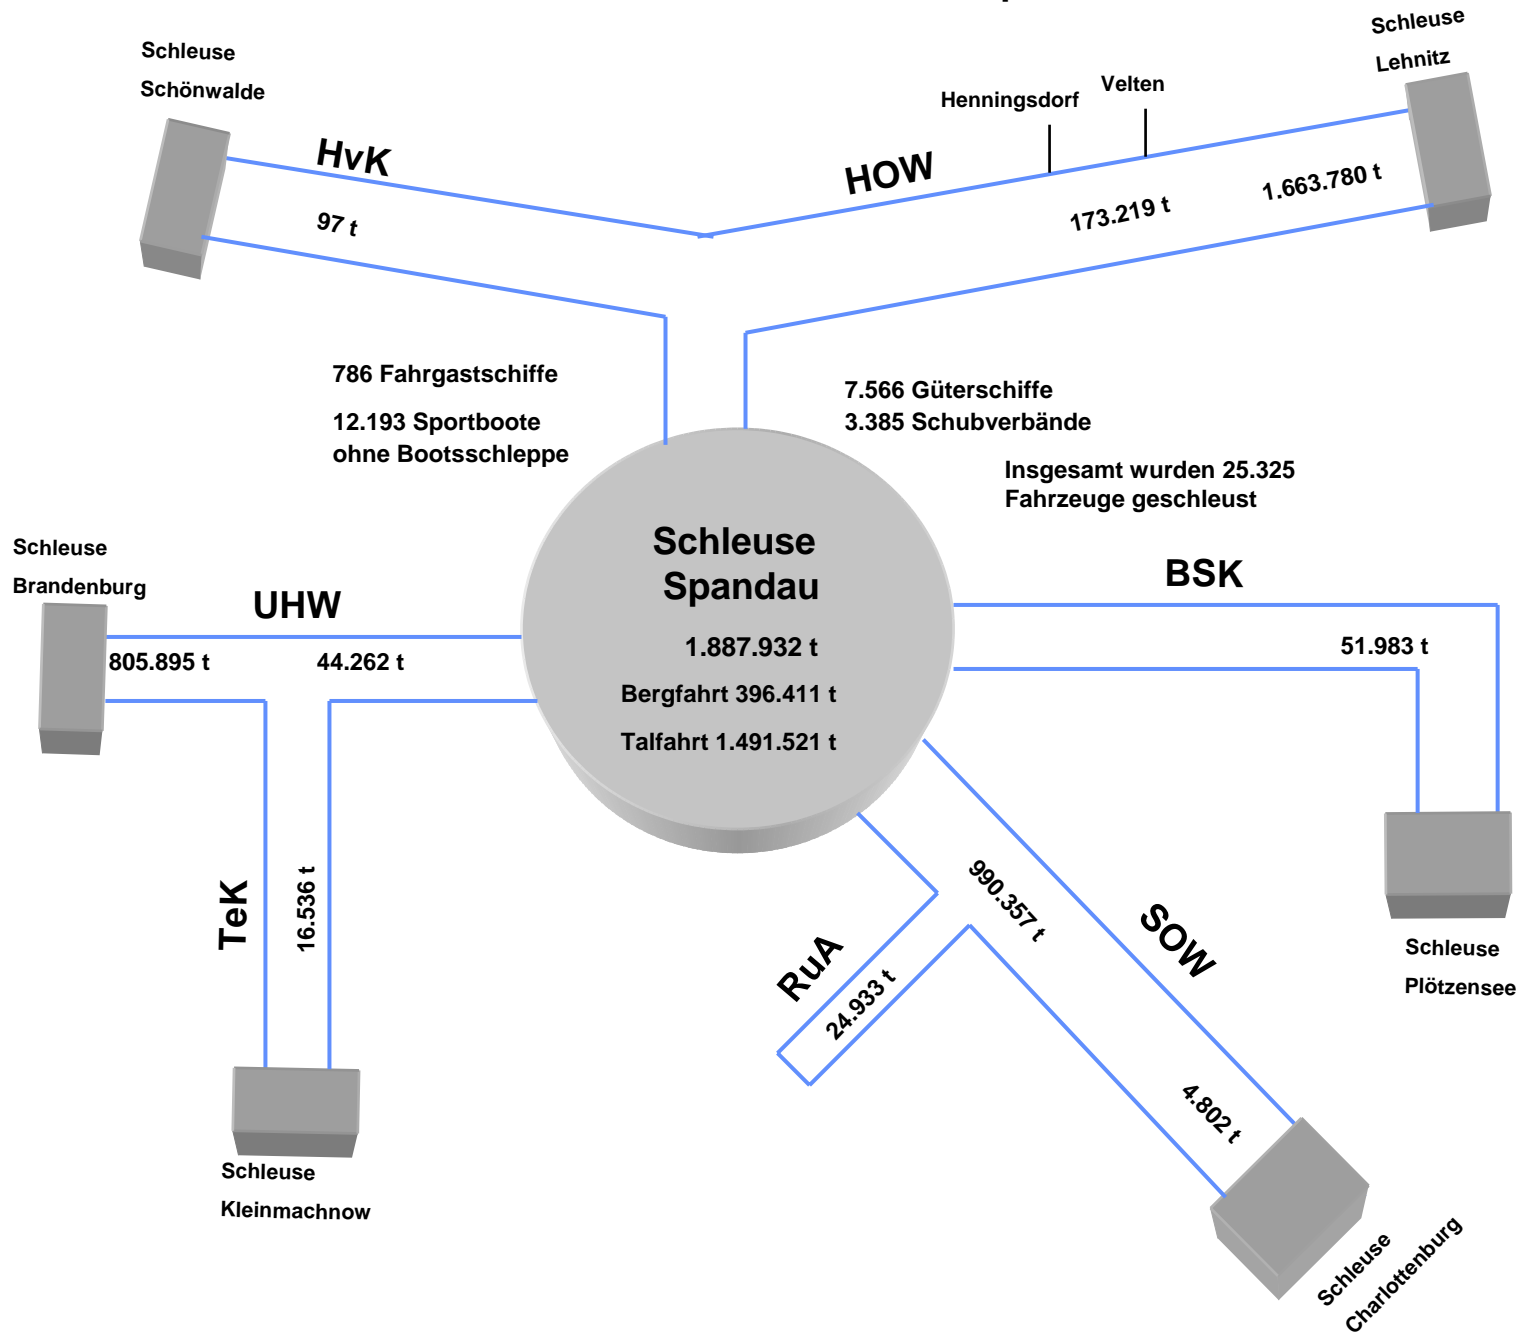 Schleuse
Schönwalde
HvK
97 t
Henningsdorf
Velten
Schleuse
Lehnitz
HOW
173.219 t
1.663.780 t
786 Fahrgastschiffe
12.193 Sportboote
ohne Bootsschleppe
7.566 Güterschiffe
3.385 Schubverbände
Insgesamt wurden 25.325
Fahrzeuge geschleust
Schleuse
Spandau
1.887.932 t
Bergfahrt 396.411 t
Talfahrt 1.491.521 t
Schleuse
Brandenburg
UHW
805.895 t
44.262 t
TeK
16.536 t
Schleuse
Kleinmachnow
BSK
51.983 t
Schleuse
Plötzensee
RuA
24.933 t
990.357 t
SOW
4.802 t
Schleuse
Charlottenburg